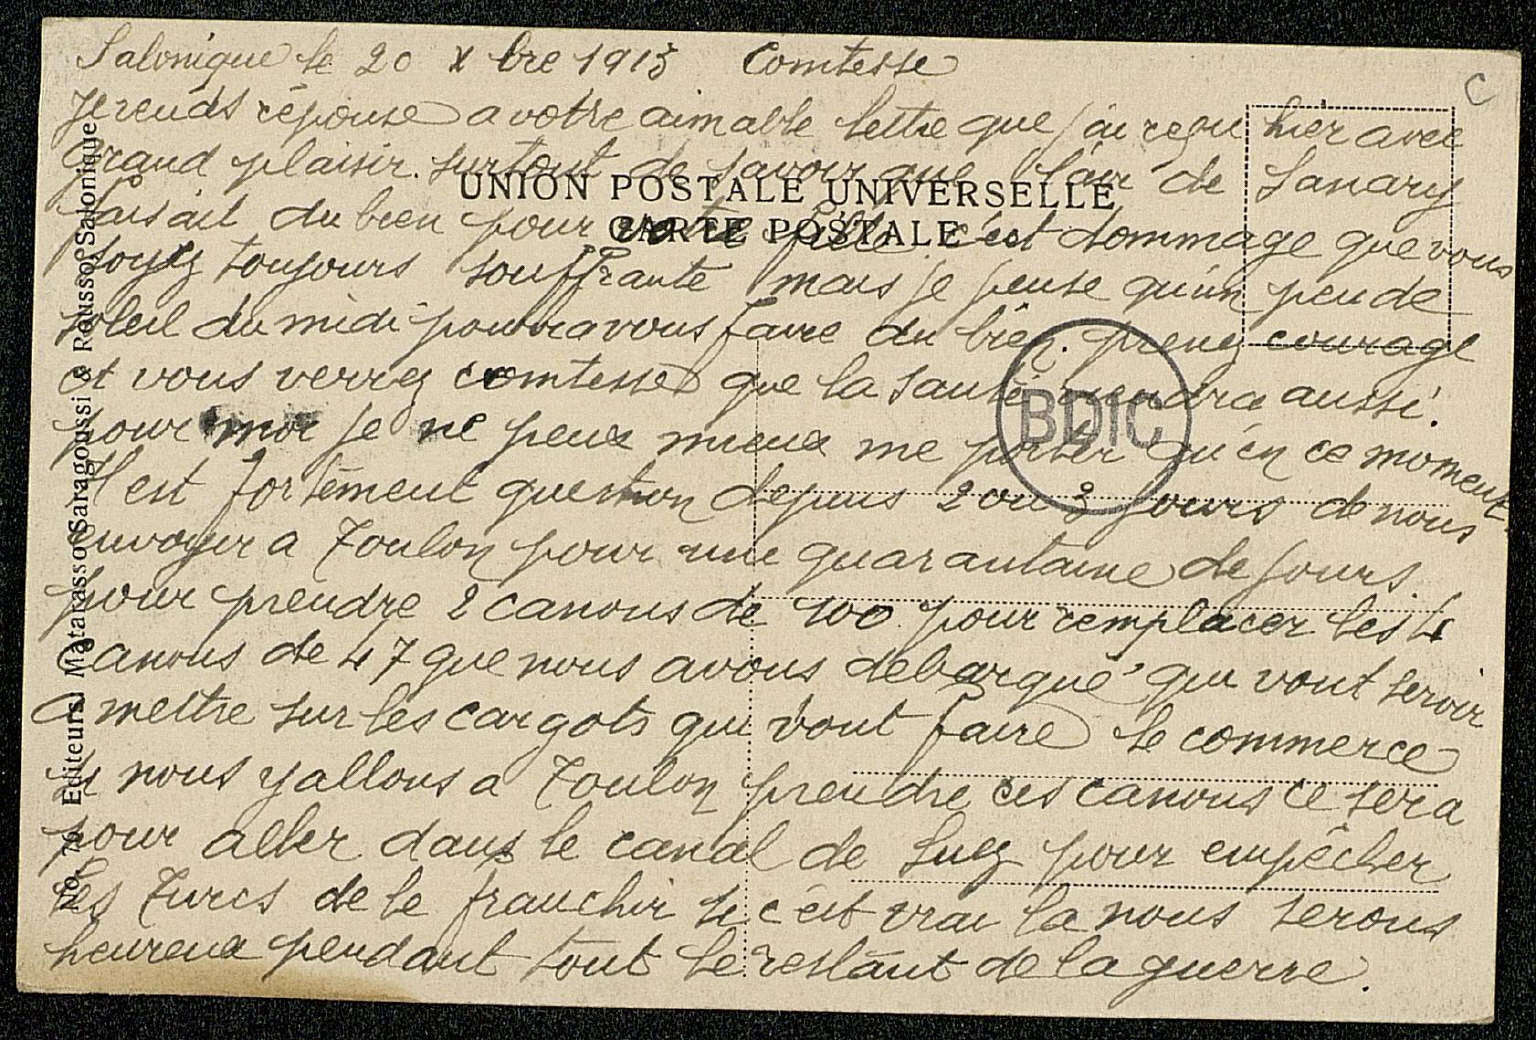 Salonique le 20 Xbre 1915 Comtesse
Je rends réponse a votre aimable lettre que j'ai reçu hier avec
grand plaisir. surtout de savoir que l'air de Sanary
faisait du bien pour votre fille. c'est dommage que vous
soyez toujours souffrante mais je pense qu'un peu de
soleil du midi pourra vous faire du bien. prenez courage
et vous verrez comtesse que la santé viendra aussi.
pour moi je ne peux mieux me porter qu'en ce moment.
Il est fortement question depuis 2 ou 3 jours de nous
envoyer a Toulon pour une quarantaine de jours
pour prendre 2 canons de 100 pour remplacer les 4
Canons de 47 que nous avons débarqué qui vont servir
a mettre sur les cargots qui vont faire le commerce
si nous y allons a Toulon prendre ces canons ce sera
pour aller dans le canal de Suez pour empêcher
les Turcs de le franchir si c'est vrai la nous serons
heureux pendant tout le restant de la guerre.
UNION POSTALE UNIVERSELLE
CARTE POSTALE
BDIC
C
No. 76 Editeurs Matarasso Saragoussi & Rousso, Salonique